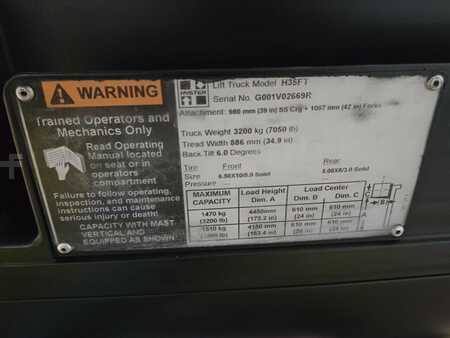 WARNING
Trained Operators and
Mechanics Only
Read Operating
Manual located
on seat or in
operators
compartment
Failure to follow operating,
inspection, and maintenance
instructions can cause
serious injury or death!
CAPACITY WITH MAST
VERTICAL AND
EQUIPPED AS SHOWN
HYSTER
Lift Truck Model H35FT
Serial No. G001V02669R
Attachment: 980 mm (39 in) SS Crg + 1067 mm (42 in) Forks
Truck Weight 3200 kg (7050 lb)
Tread Width 886 mm (34.9 in)
Back Tilt 6.0 Degrees
Tire Front Rear
Size 6.50X10/5.0 Solid 5.00X8/3.0 Solid
Pressure
MAXIMUM CAPACITY Load Height Dim. A Load Center Dim. B Dim. C
1470 kg (3200 lb) 4450mm (175.2 in) 610 mm (24 in) 610 mm (24 in)
1510 kg 4150 mm (163.4 in) 610 mm (24 in) 610 mm (24 in)
B
A